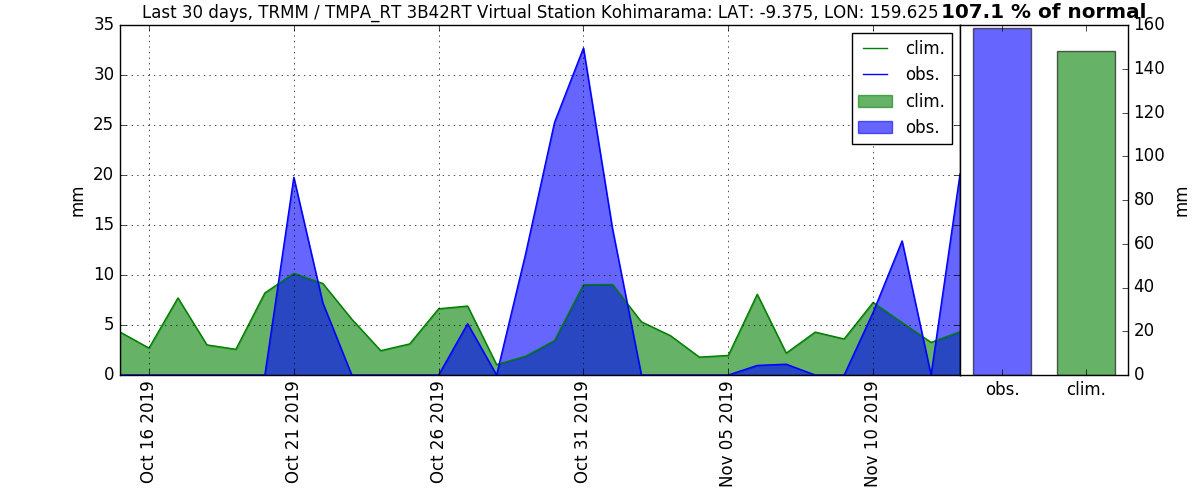 Last 30 days, TRMM / TMPA_RT 3B42RT Virtual Station Kohimarama: LAT: -9.375, LON: 159.625
107.1 % of normal
35
30
25
20
15
10
5
0
mm
clim.
obs.
clim.
obs.
Oct 16 2019
Oct 21 2019
Oct 26 2019
Oct 31 2019
Nov 05 2019
Nov 10 2019
160
140
120
100
80
60
40
20
0
mm
obs.
clim.